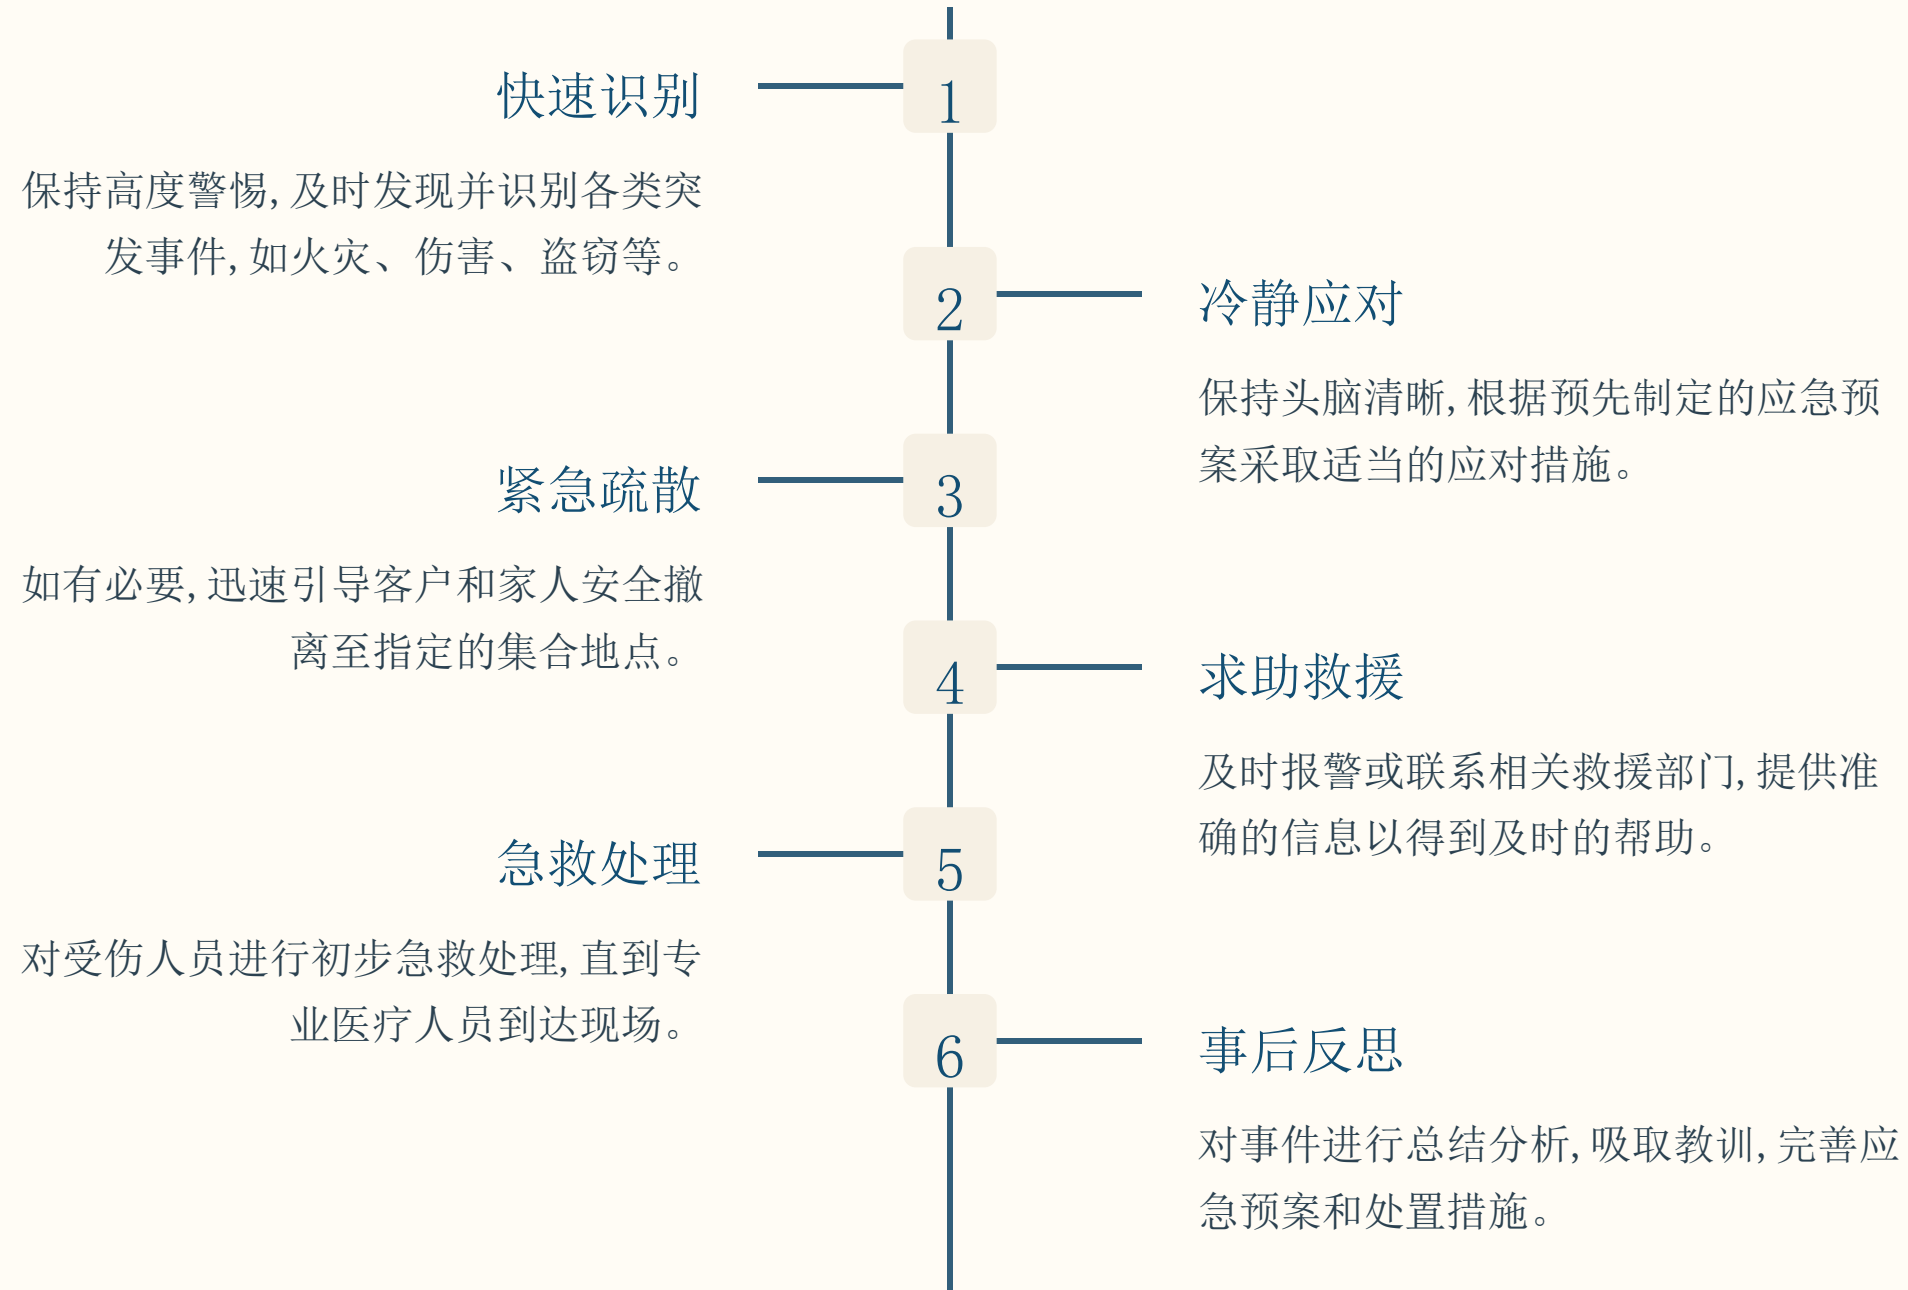 1
快速识别
保持高度警惕, 及时发现并识别各类突
发事件, 如火灾、伤害、盗窃等。
2
冷静应对
保持头脑清晰, 根据预先制定的应急预
案采取适当的应对措施。
3
紧急疏散
如有必要, 迅速引导客户和家人安全撤
离至指定的集合地点。
4
求助救援
及时报警或联系相关救援部门, 提供准
确的信息以得到及时的帮助。
5
急救处理
对受伤人员进行初步急救处理, 直到专
业医疗人员到达现场。
6
事后反思
对事件进行总结分析, 吸取教训, 完善应
急预案和处置措施。